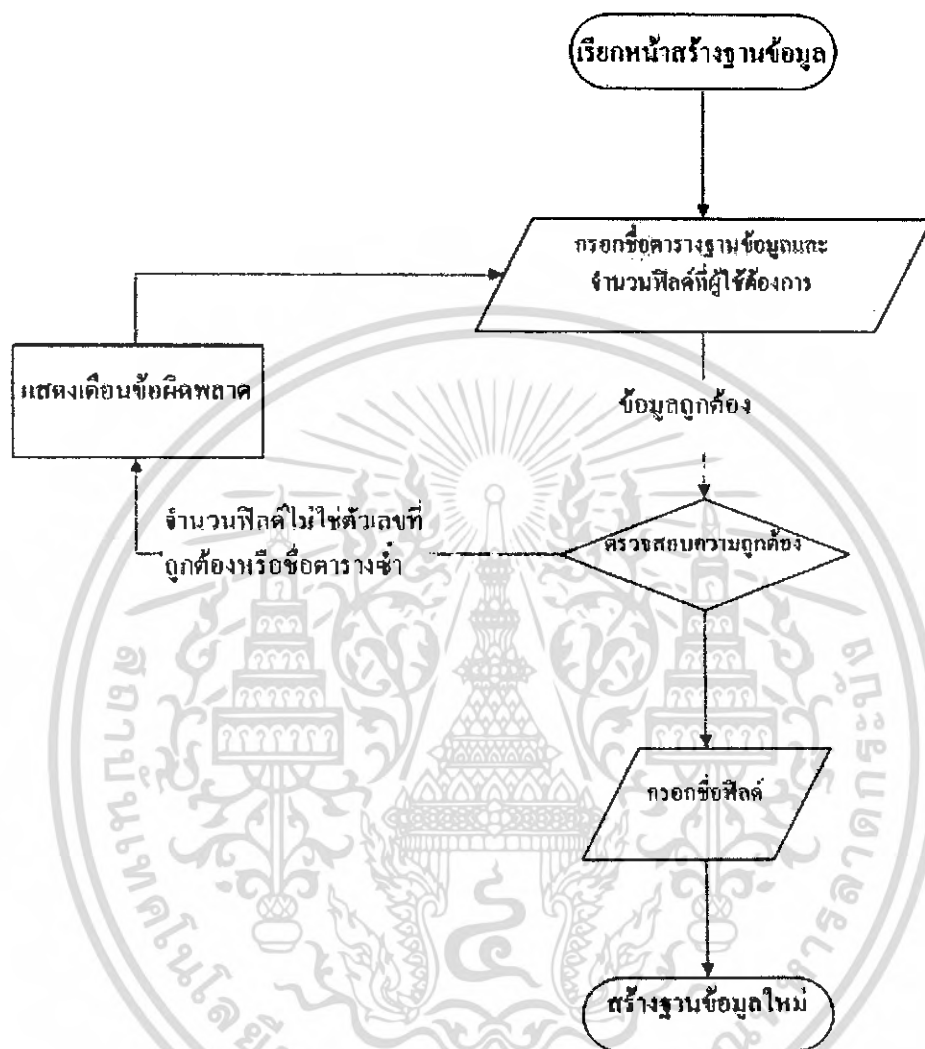 เรียกหน้าสร้างฐานข้อมูล
กรอกชื่อตารางฐานข้อมูลและ
จำนวนฟิลด์ที่ผู้ใช้ต้องการ
แสดงเตือนข้อผิดพลาด
ข้อมูลถูกต้อง
จำนวนฟิลด์ไม่ใช่ตัวเลขที่
ถูกต้องหรือชื่อตารางซ้ำ
ตรวจสอบความถูกต้อง
กรอกชื่อฟิลด์
สร้างฐานข้อมูลใหม่